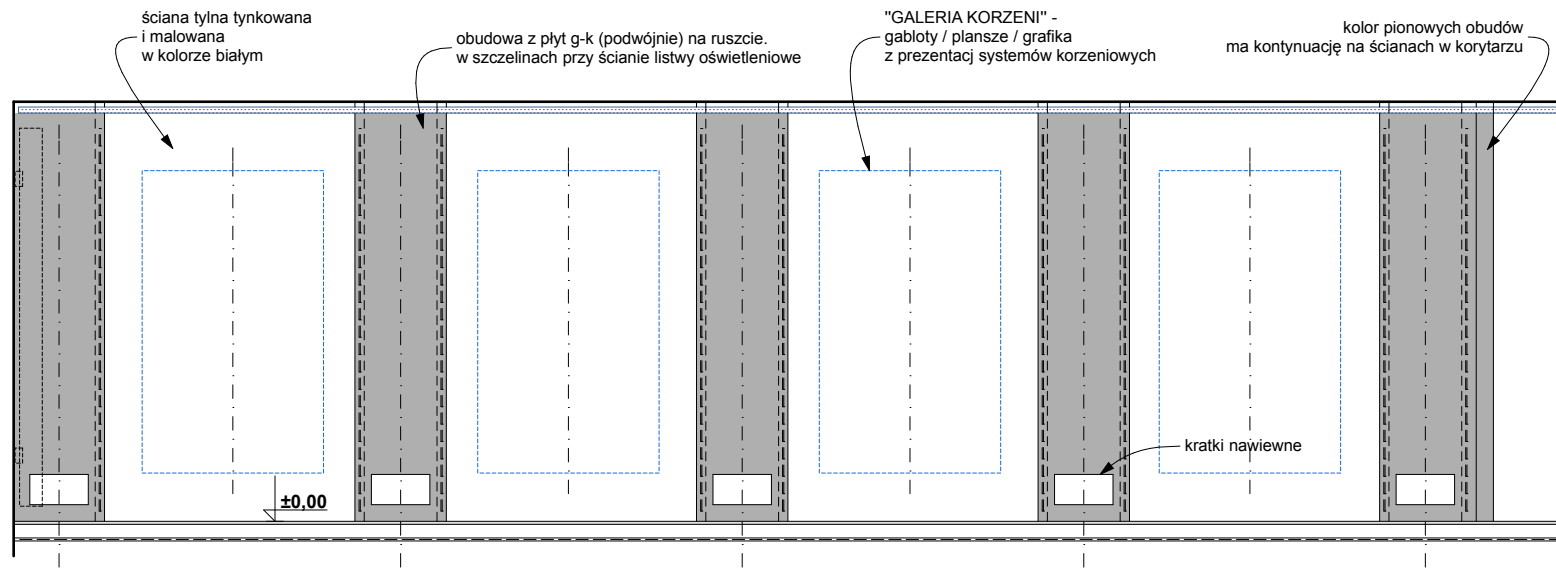 ściana tylna tynkowana
i malowana
w kolorze białym
obudowa z płyt g-k (podwójnie) na ruszcie.
w szczelinach przy ścianie listwy oświetleniowe
"GALERIA KORZENI" -
gabloty / plansze / grafika
z prezentacj systemów korzeniowych
kolor pionowych obudów
ma kontynuację na ścianach w korytarzu
kratki nawiewne
±0,00